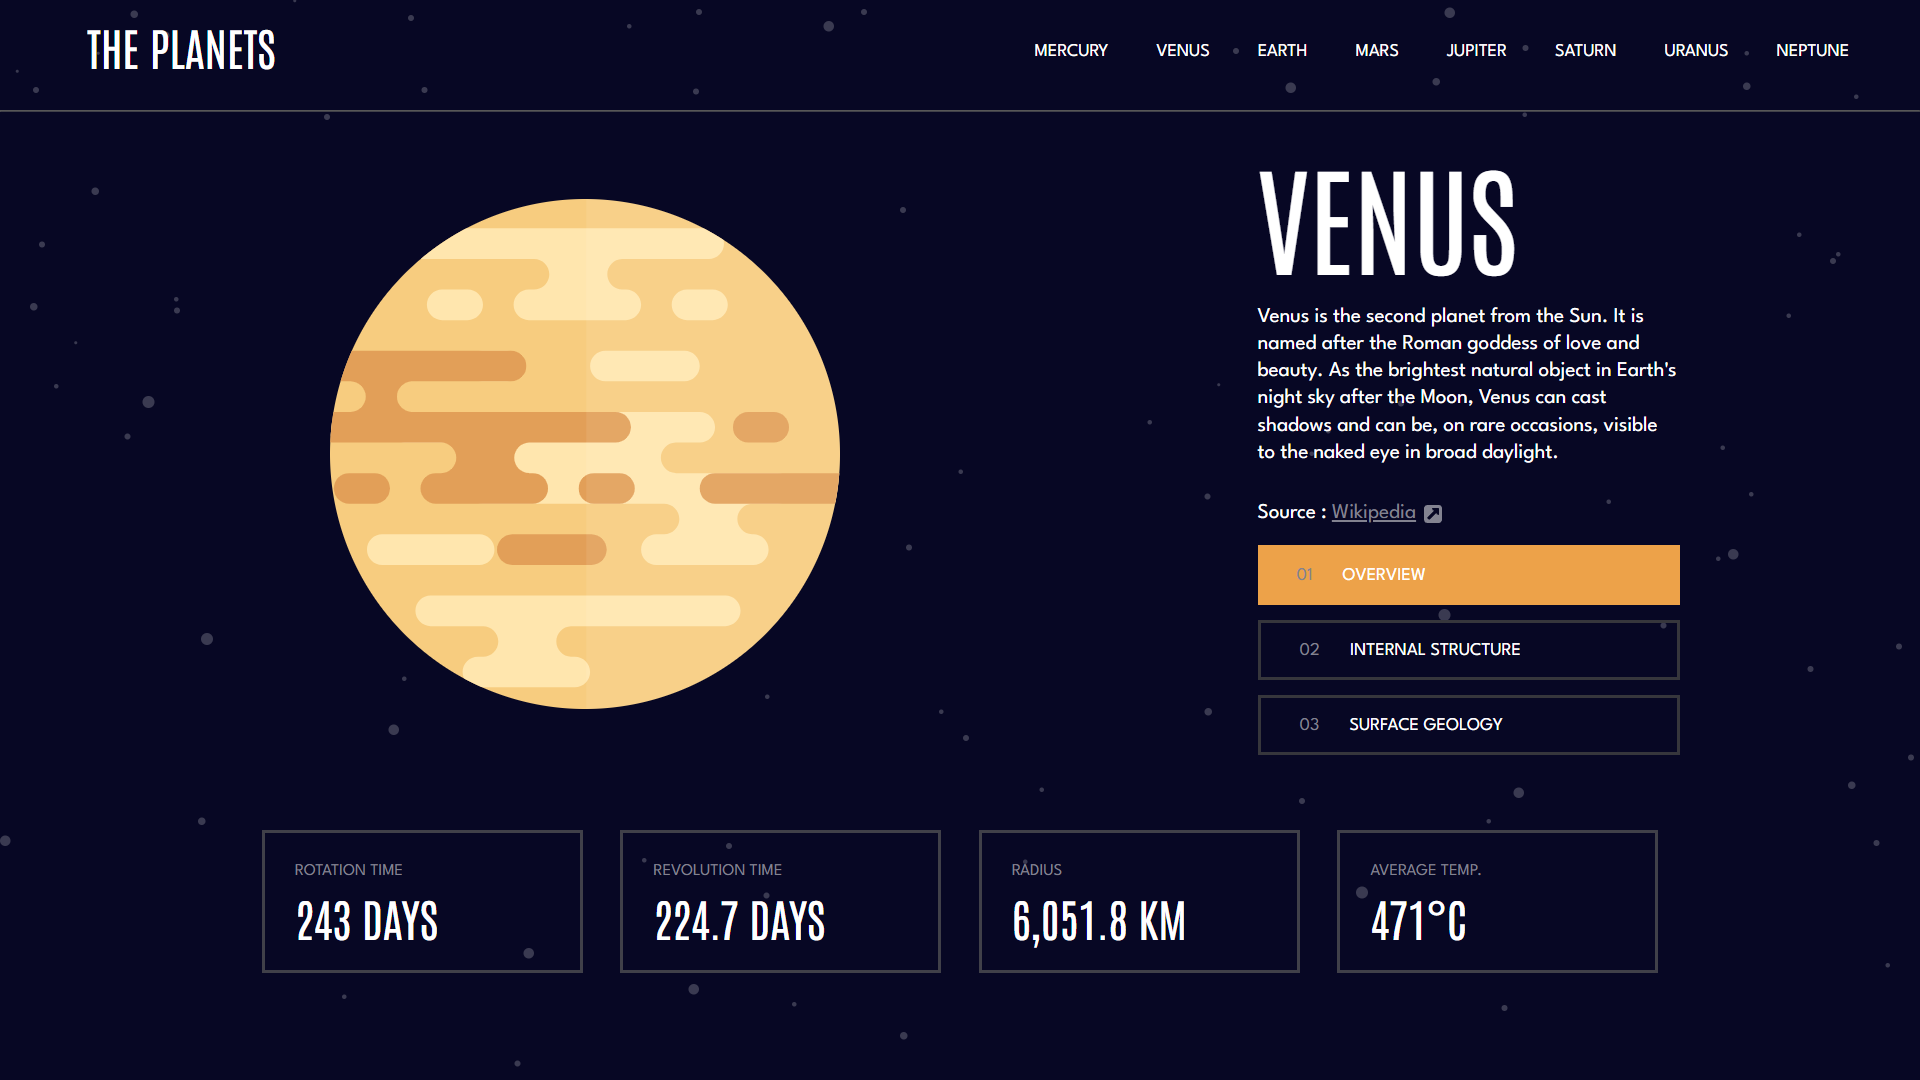 THE PLANETS
MERCURY VENUS EARTH MARS JUPITER SATURN URANUS NEPTUNE
VENUS
Venus is the second planet from the Sun. It is
named after the Roman goddess of love and
beauty. As the brightest natural object in Earth's
night sky after the Moon, Venus can cast
shadows and can be, on rare occasions, visible
to the naked eye in broad daylight.
Source : Wikipedia
01 OVERVIEW
02 INTERNAL STRUCTURE
03 SURFACE GEOLOGY
ROTATION TIME
243 DAYS
REVOLUTION TIME
224.7 DAYS
RADIUS
6,051.8 KM
AVERAGE TEMP.
471°C